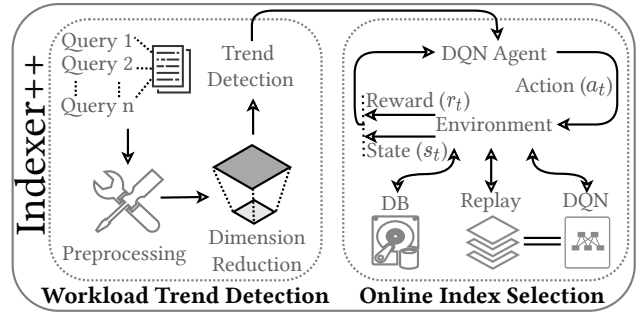 Indexer++
Query 1
Query 2
Query n
Preprocessing
Trend
Detection
Dimension
Reduction
Workload Trend Detection
DQN Agent
Action (a_t)
Reward (r_t)
Environment
State (s_t)
DB
Replay
DQN
Online Index Selection